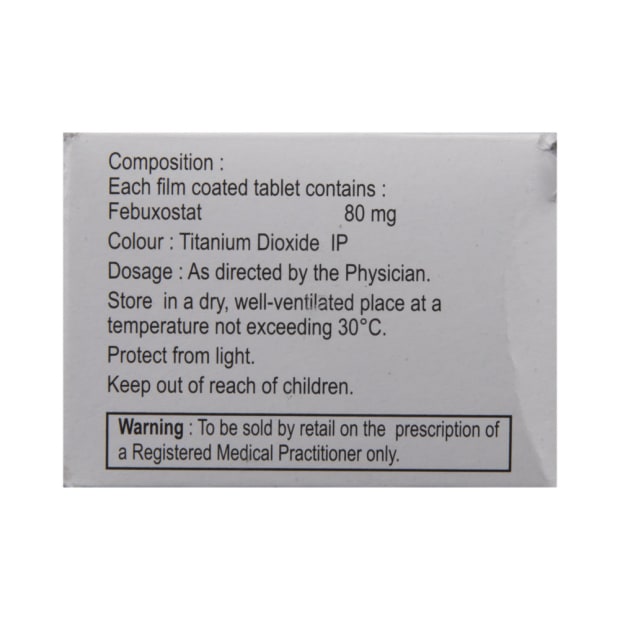 Composition :
Each film coated tablet contains :
Febuxostat 80 mg
Colour : Titanium Dioxide IP
Dosage : As directed by the Physician.
Store in a dry, well-ventilated place at a
temperature not exceeding 30°C.
Protect from light.
Keep out of reach of children.
Warning : To be sold by retail on the prescription of
a Registered Medical Practitioner only.